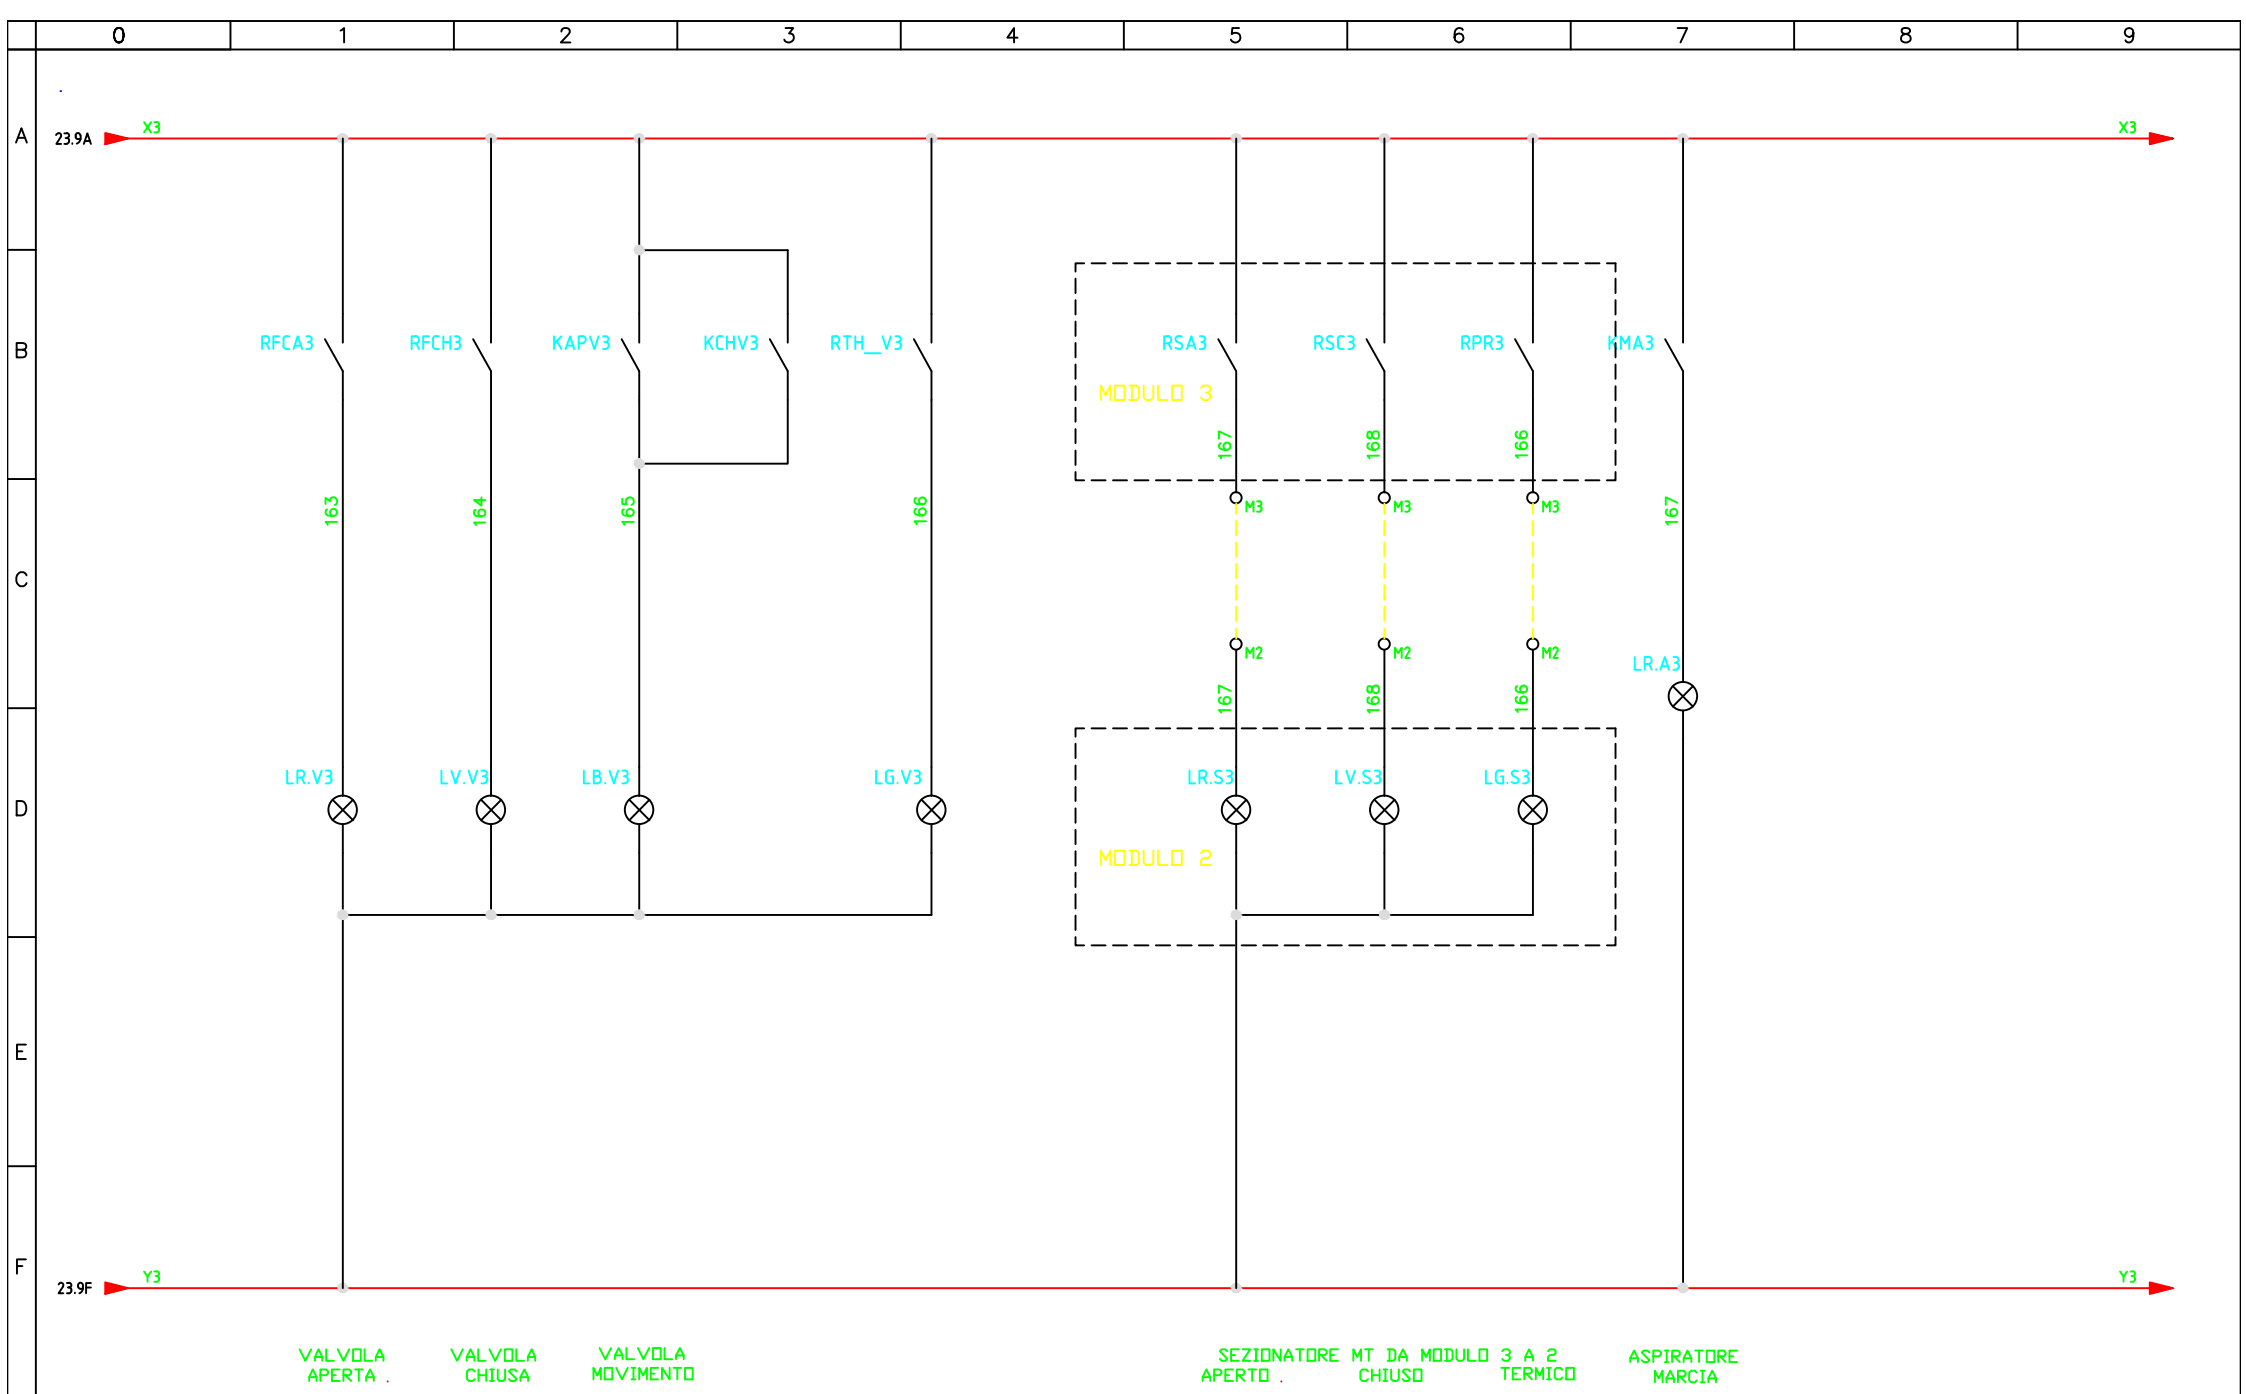 0 1 2 3 4 5 6 7 8 9
A
23.9A X3 X3
B
RFCA3 RFCH3 KAPV3 KCHV3 RTH__V3 RSA3 RSC3 RPR3 KMA3
MODULO 3
167 168 166
163 164 165 166 167
M3 M3 M3
C
M2 M2 M2
LR.A3
167 168 166
LR.V3 LV.V3 LB.V3 LG.V3 LR.S3 LV.S3 LG.S3
D
MODULO 2
E
F
23.9F Y3 Y3
VALVOLA VALVOLA VALVOLA SEZIONATORE MT DA MODULO 3 A 2 ASPIRATORE
APERTA . CHIUSA MOVIMENTO APERTO . CHIUSO TERMICO MARCIA